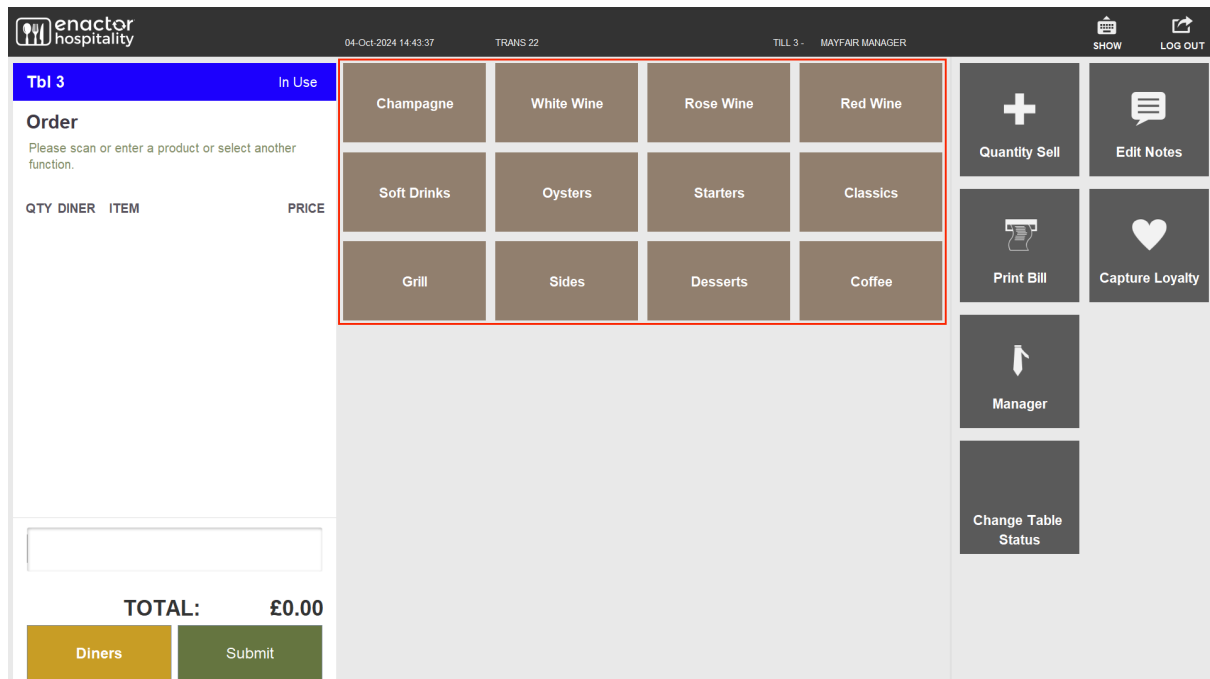 enactor
hospitality
04-Oct-2024 14:43:37 TRANS 22 TILL 3 - MAYFAIR MANAGER
SHOW LOG OUT
Tbl 3 In Use
Order
Please scan or enter a product or select another
function.
QTY DINER ITEM PRICE
TOTAL: £0.00
Diners Submit
Champagne White Wine Rose Wine Red Wine
Soft Drinks Oysters Starters Classics
Grill Sides Desserts Coffee
Quantity Sell Edit Notes
Print Bill Capture Loyalty
Manager
Change Table
Status